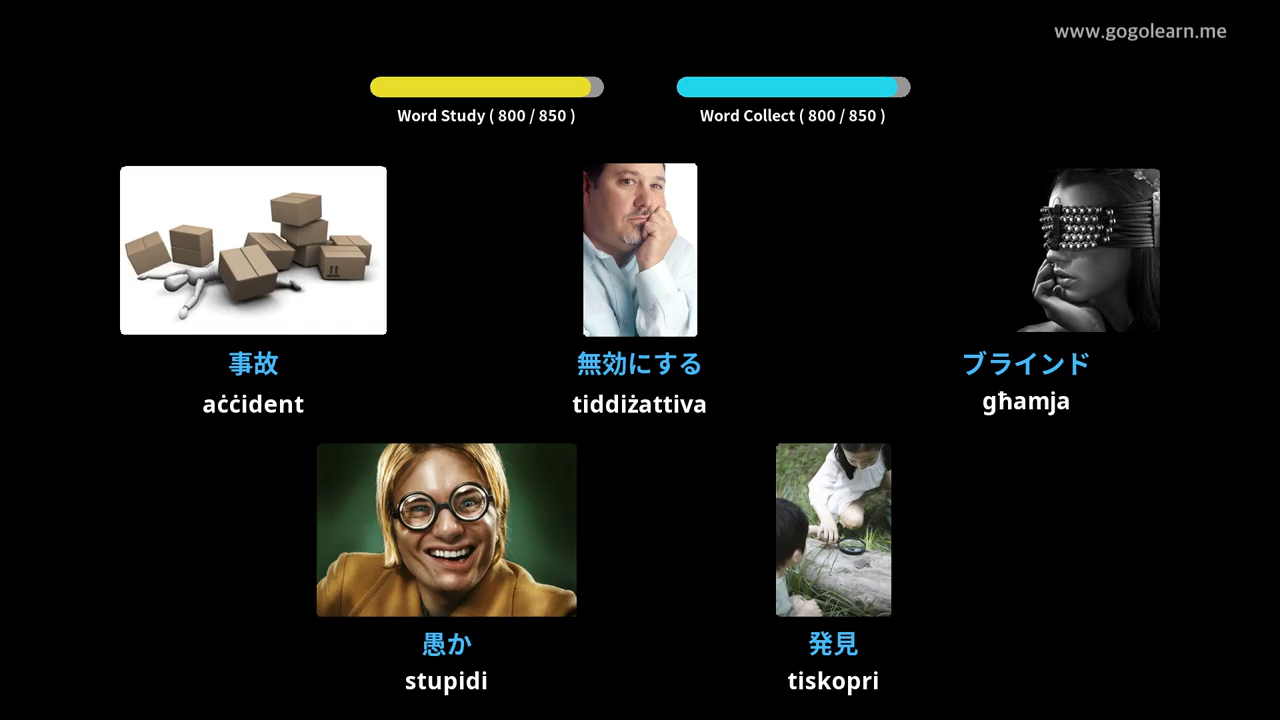 www.gogolearn.me
Word Study ( 800 / 850 )
Word Collect ( 800 / 850 )
事故
aċċident
無効にする
tiddiżattiva
ブラインド
għamja
愚か
stupidi
発見
tiskopri